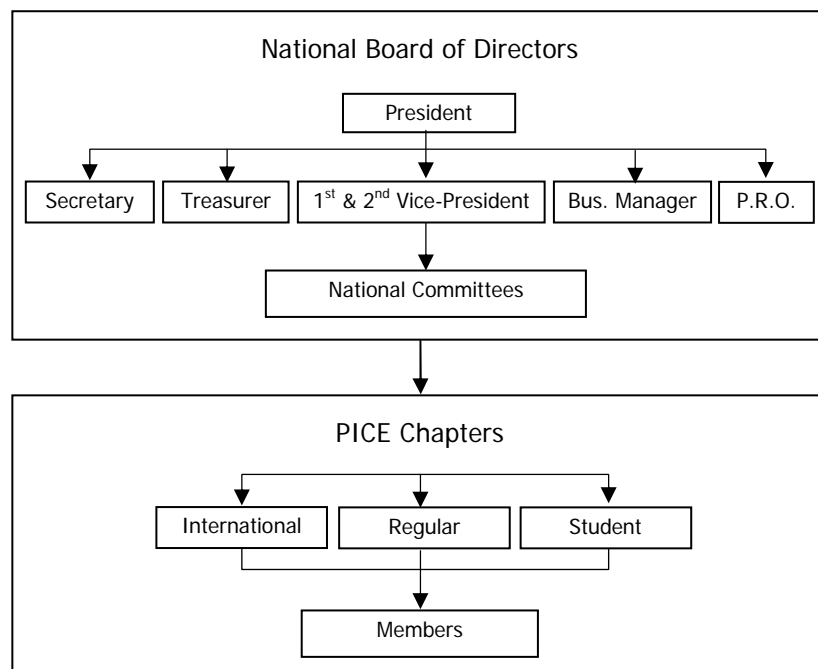 National Board of Directors
President
Secretary
Treasurer
1st & 2nd Vice-President
Bus. Manager
P.R.O.
National Committees
PICE Chapters
International
Regular
Student
Members